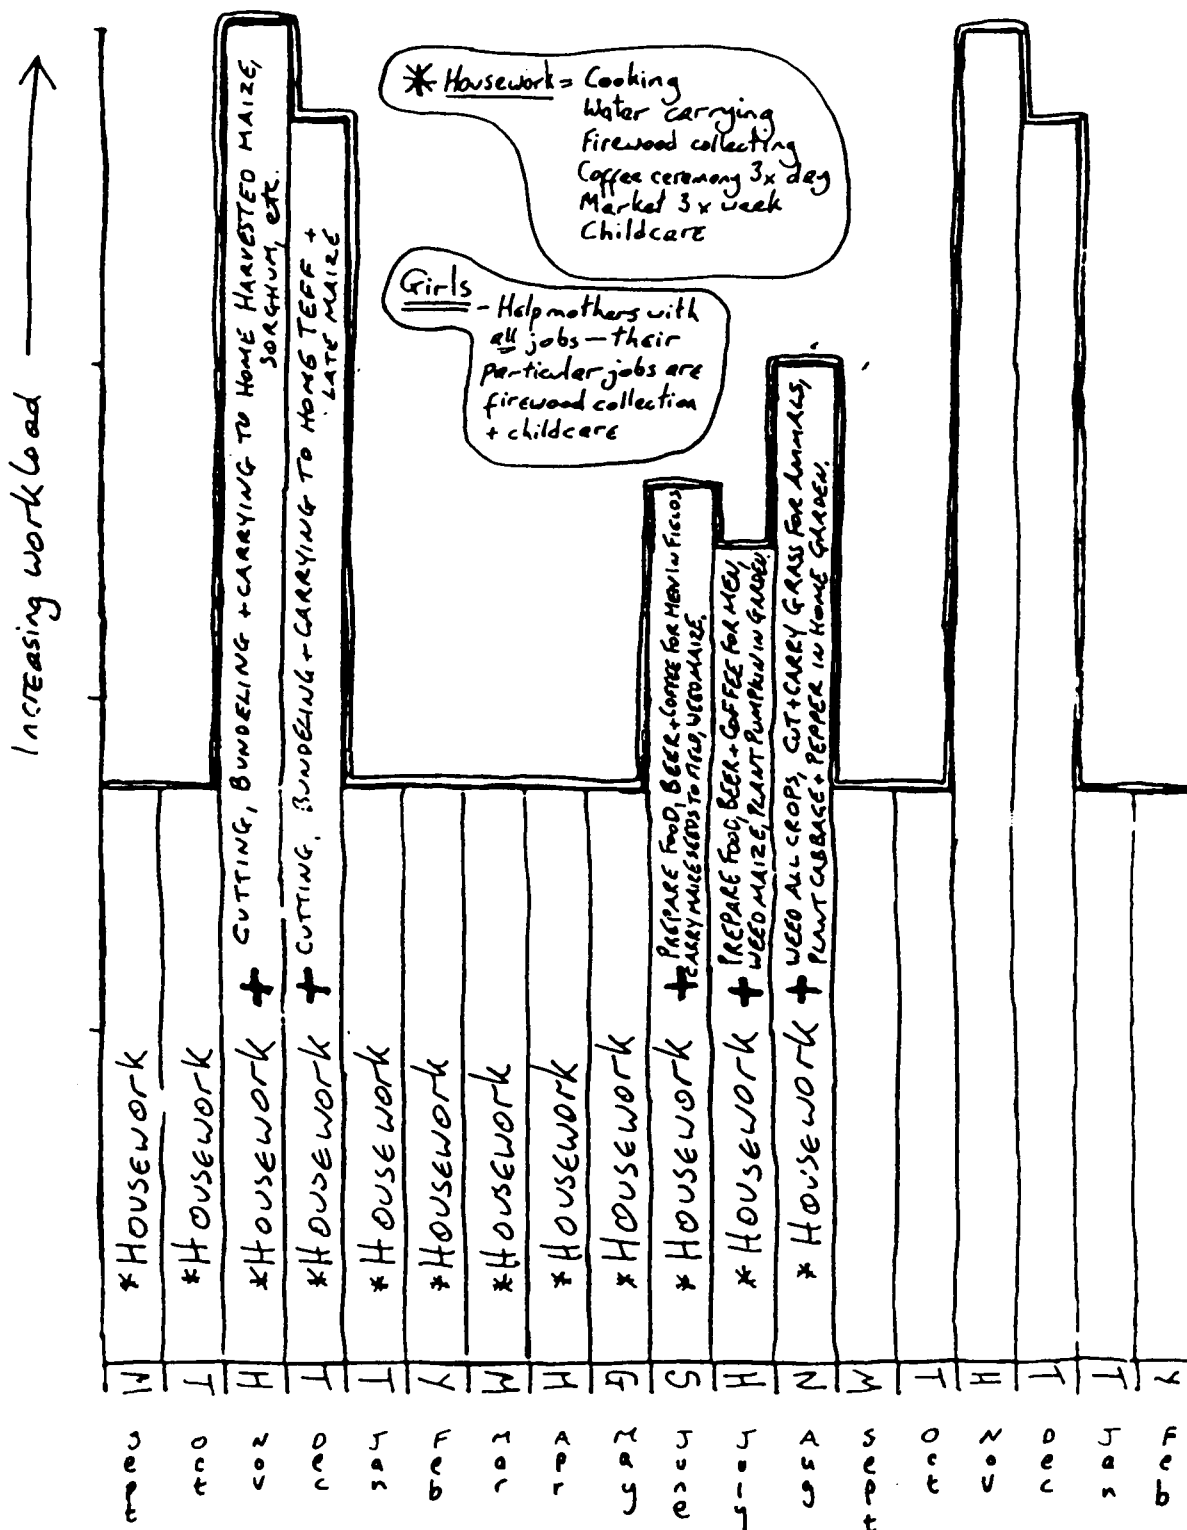 Increasing workload
* Housework = Cooking
Water carrying
Firewood collecting
Coffee ceremony 3x day
Market 3 x week
Childcare
Girls
- Help mothers with
all jobs — their
particular jobs are
firewood collection
+ childcare
*HOUSEWORK
*HOUSEWORK
*HOUSEWORK + CUTTING, BUNDELING + CARRYING TO HOME HARVESTED MAIZE,
SORGHUM, etc.
*HOUSEWORK + CUTTING, BUNDELING + CARRYING TO HOME TEFF +
LATE MAIZE
*HOUSEWORK
*HOUSEWORK
*HOUSEWORK
*HOUSEWORK
*HOUSEWORK
*HOUSEWORK + PREPARE FOOD, BEER + COFFEE FOR MEN IN FIELDS
CARRY MAIZE SEEDS TO FIELD, WEED MAIZE.
*HOUSEWORK + PREPARE FOOD, BEER + COFFEE FOR MEN,
WEED MAIZE, PLANT PUMPKIN IN GARDEN.
*HOUSEWORK + WEED ALL CROPS, CUT + CARRY GRASS FOR ANIMALS,
PLANT CABBAGE + PEPPER IN HOME GARDEN.
M T H T T Y M M G S H N M T H T T Y
Sept Oct Nov Dec Jan Feb Mar Apr May June July Aug Sept Oct Nov Dec Jan Feb